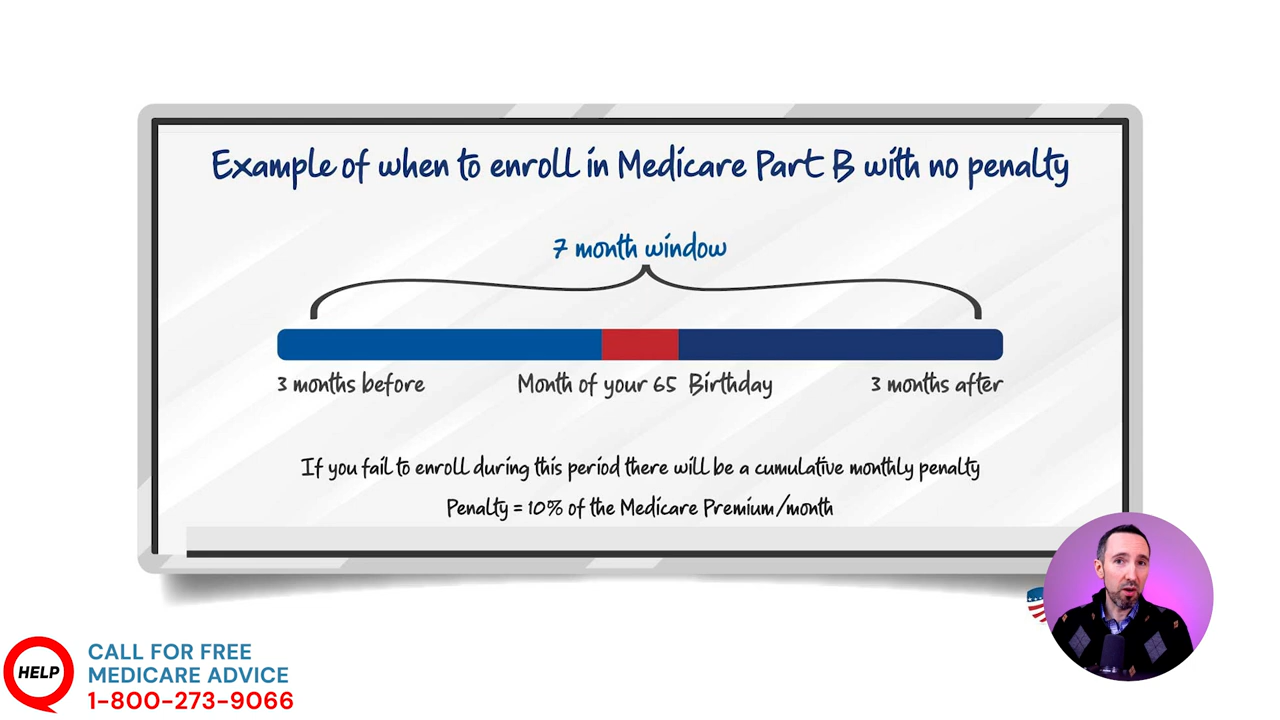 Example of when to enroll in Medicare Part B with no penalty
7 month window
3 months before
Month of your 65 Birthday
3 months after
If you fail to enroll during this period there will be a cumulative monthly penalty
Penalty = 10% of the Medicare Premium/month
HELP
CALL FOR FREE
MEDICARE ADVICE
1-800-273-9066